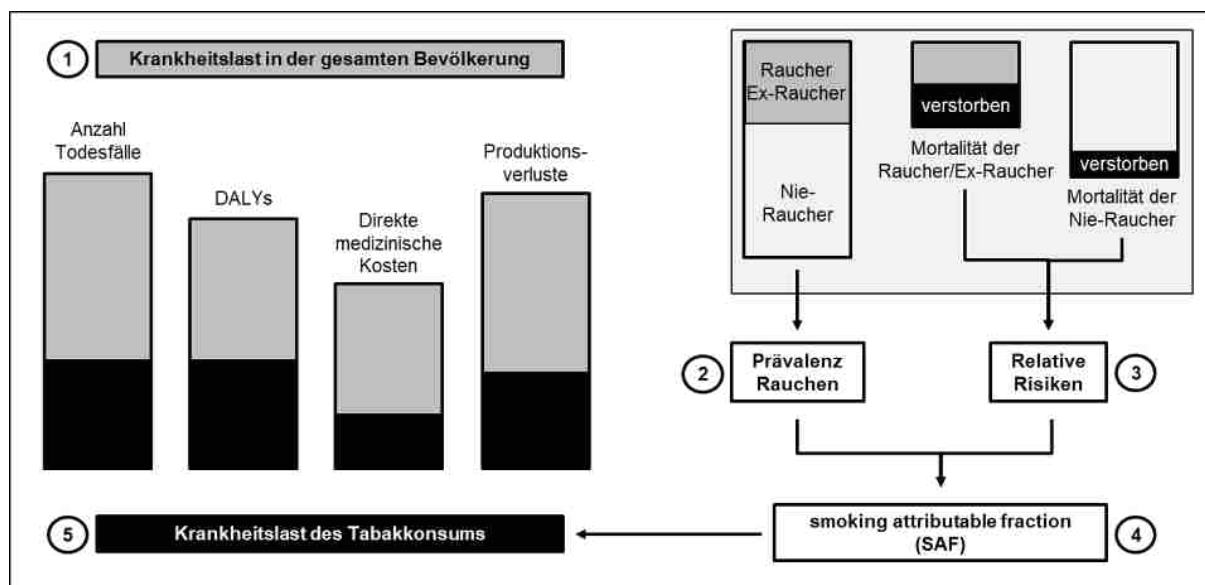 1
Krankheitslast in der gesamten Bevölkerung
Anzahl
Todesfälle
DALYs
Direkte
medizinische
Kosten
Produktions-
verluste
Raucher
Ex-Raucher
Nie-
Raucher
verstorben
Mortalität der
Raucher/Ex-Raucher
verstorben
Mortalität der
Nie-Raucher
2
Prävalenz
Rauchen
Relative
Risiken
3
smoking attributable fraction
(SAF)
4
5
Krankheitslast des Tabakkonsums